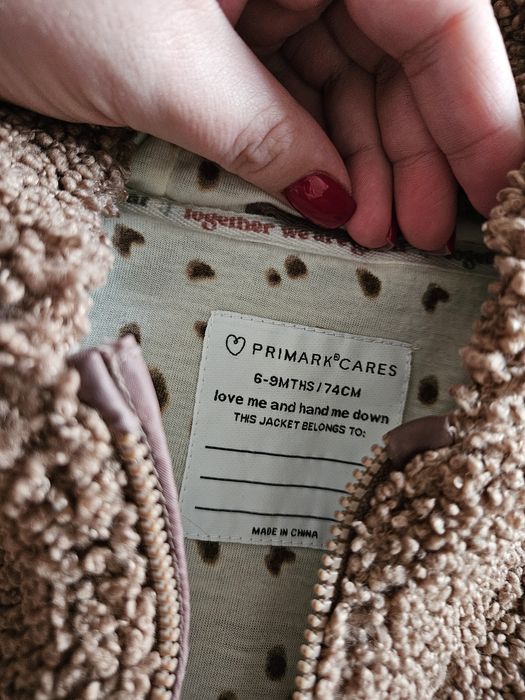 together we are
PRIMARK® CARES
6-9MTHS/74CM
love me and hand me down
THIS JACKET BELONGS TO:
MADE IN CHINA